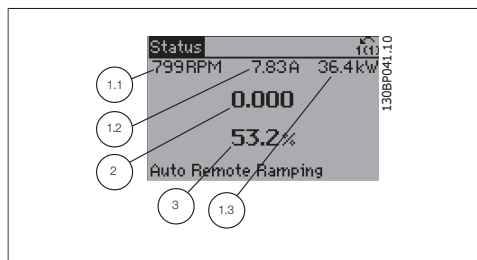 Status 1(1)
799RPM 7.83A 36.4kW
0.000
53.2%
Auto Remote Ramping
1.1
1.2
2
3
1.3
130BP041.10